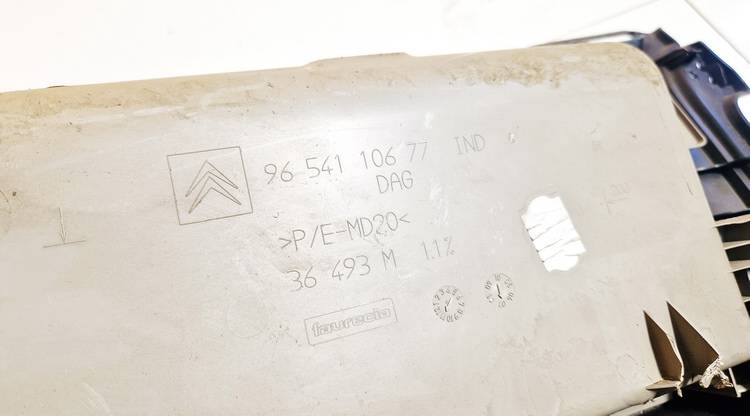 96 541 106 77 IND
DAG
>P/E-MD20<
36 493 M 1.1%
faurecia